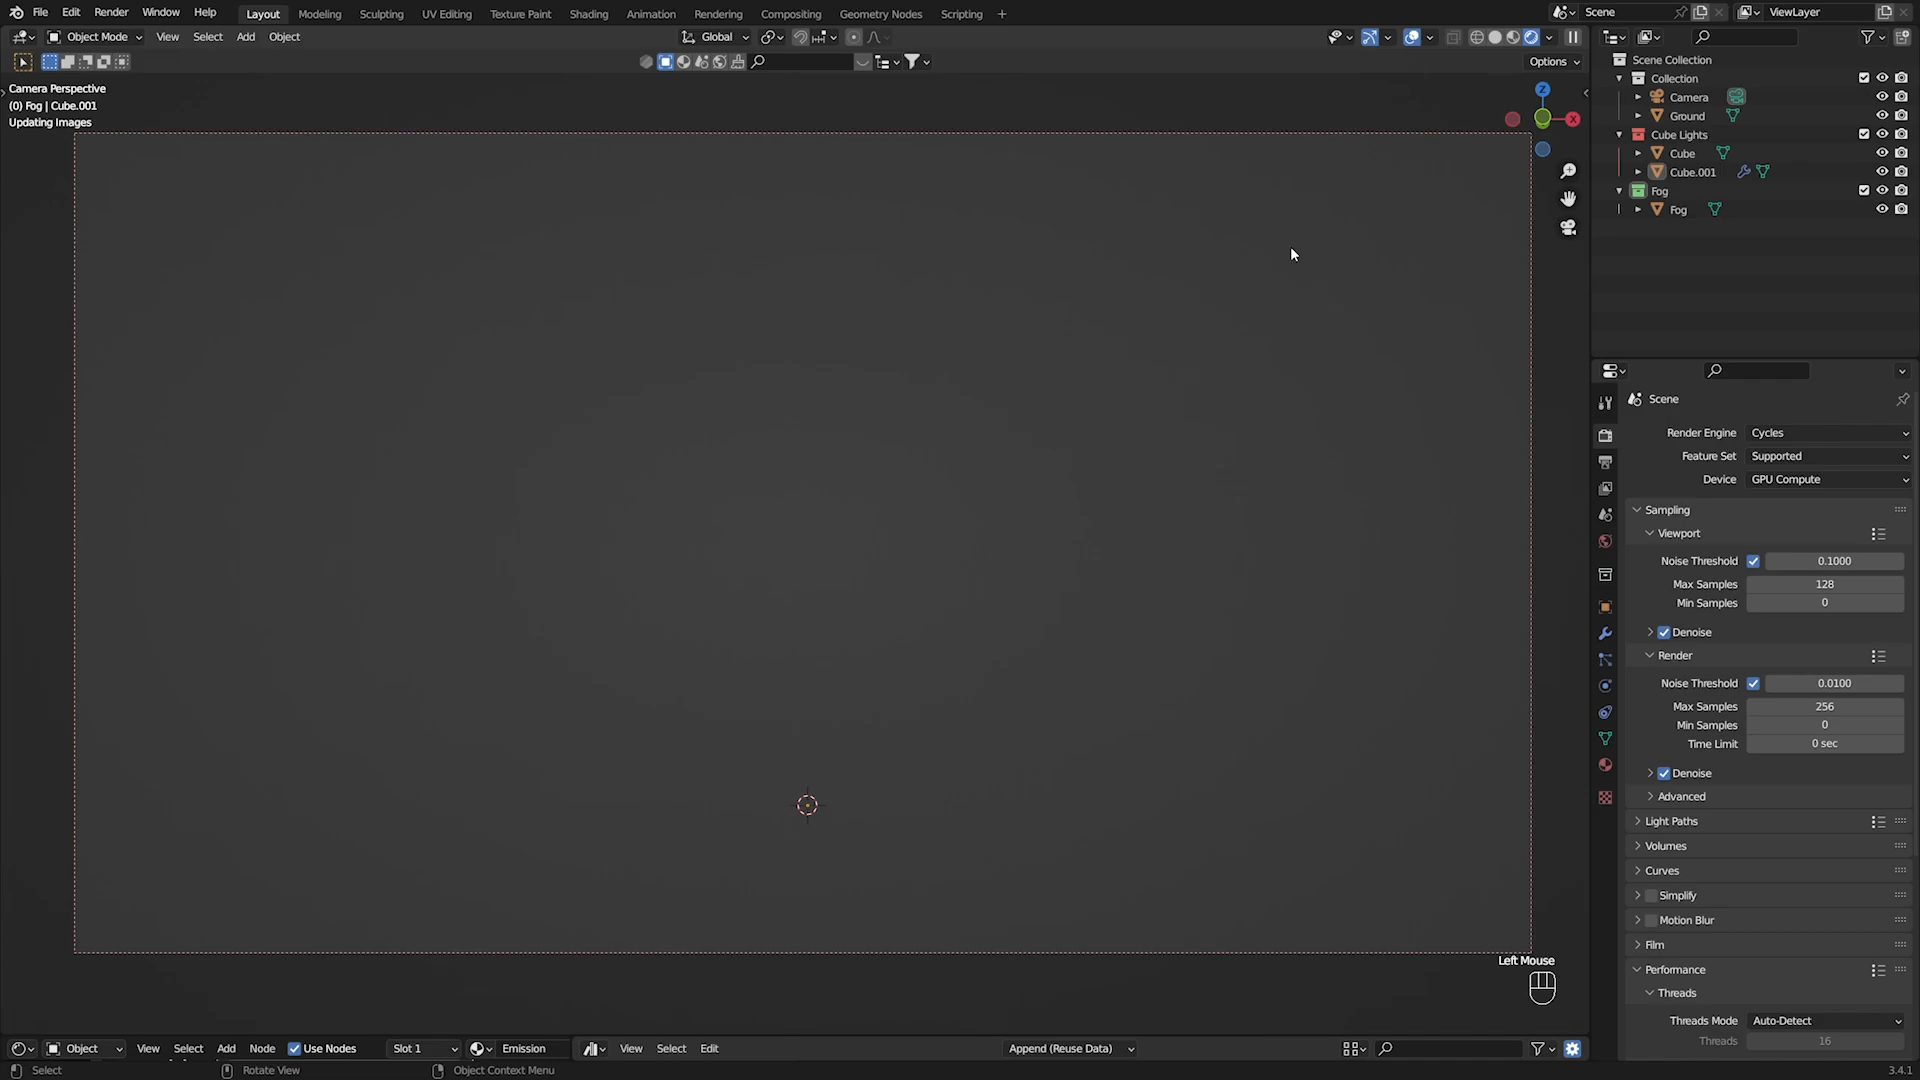 File Edit Render Window Help Layout Modeling Sculpting UV Editing Texture Paint Shading Animation Rendering Compositing Geometry Nodes Scripting + Scene ViewLayer
Object Mode View Select Add Object Global
Options
Camera Perspective
(0) Fog | Cube.001
Updating Images
Z
X
Scene Collection
Collection
Camera
Ground
Cube Lights
Cube
Cube.001
Fog
Fog
Scene
Render Engine Cycles
Feature Set Supported
Device GPU Compute
Sampling
Viewport
Noise Threshold 0.1000
Max Samples 128
Min Samples 0
Denoise
Render
Noise Threshold 0.0100
Max Samples 256
Min Samples 0
Time Limit 0 sec
Denoise
Advanced
Light Paths
Volumes
Curves
Simplify
Motion Blur
Film
Performance
Threads
Threads Mode Auto-Detect
Threads 16
Left Mouse
Object View Select Add Node Use Nodes Slot 1 Emission View Select Edit Append (Reuse Data)
Select Rotate View Object Context Menu 3.4.1